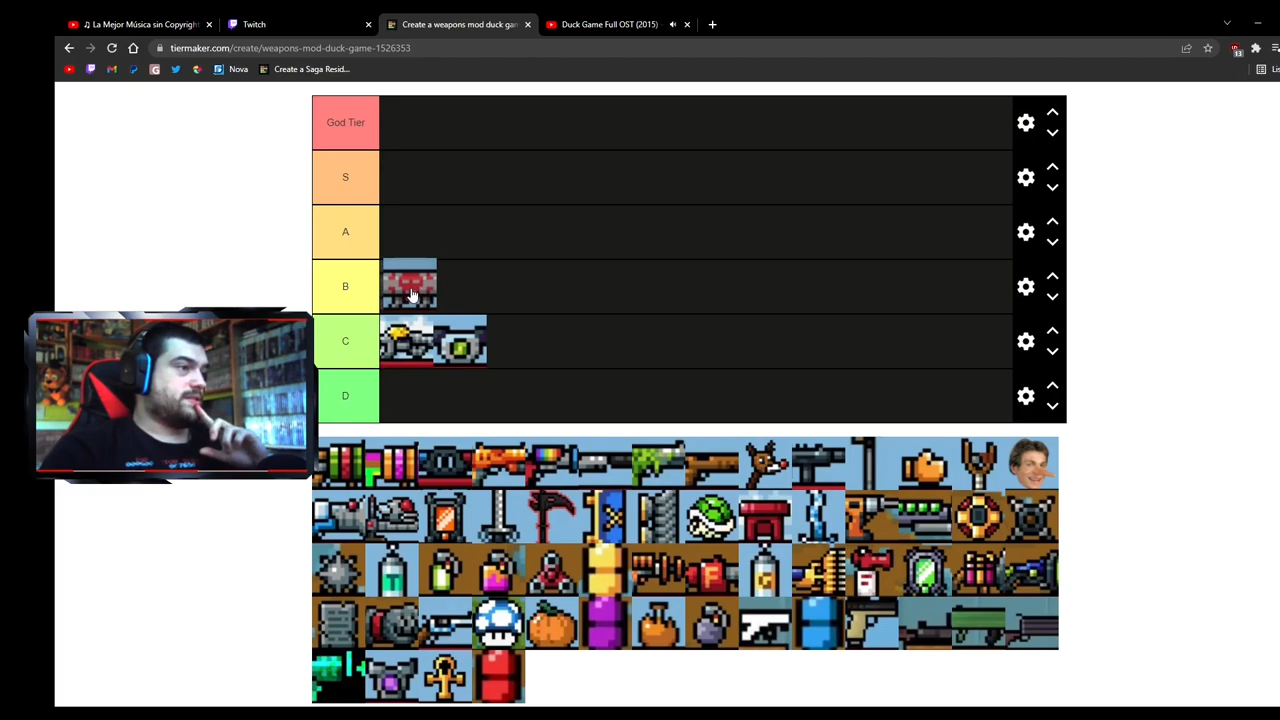 ♫ La Mejor Música sin Copyright
Twitch
Create a weapons mod duck gam
Duck Game Full OST (2015)
tiermaker.com/create/weapons-mod-duck-game-1526353
13
Nova
Create a Saga Resid...
God Tier
S
A
B
C
D
F